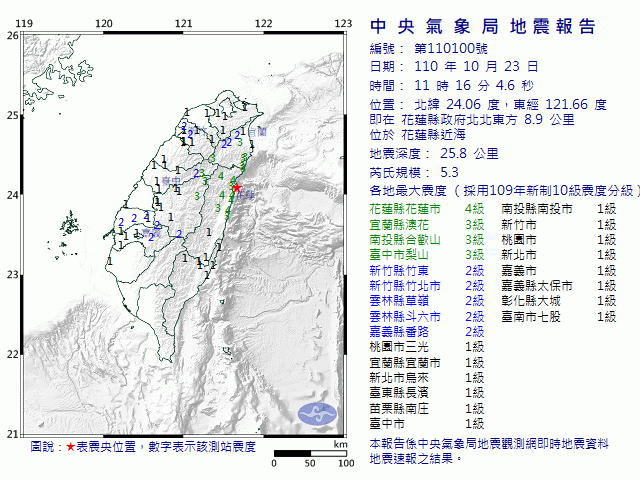 119 120 121 122 123
26
25
24
23
22
21
宜蘭
臺中
花蓮
圖說：★表震央位置，數字表示該測站震度
km
0 50 100
中央氣象局地震報告
編號： 第110100號
日期： 110 年 10 月 23 日
時間： 11 時 16 分 4.6 秒
位置： 北緯 24.06 度，東經 121.66 度
即在 花蓮縣政府北北東方 8.9 公里
位於 花蓮縣近海
地震深度： 25.8 公里
芮氏規模： 5.3
各地最大震度（採用109年新制10級震度分級）
花蓮縣花蓮市 4級 南投縣南投市 1級
宜蘭縣澳花 3級 新竹市 1級
南投縣合歡山 3級 桃園市 1級
臺中市梨山 3級 新北市 1級
新竹縣竹東 2級 嘉義市 1級
新竹縣竹北市 2級 嘉義縣太保市 1級
雲林縣草嶺 2級 彰化縣大城 1級
雲林縣斗六市 2級 臺南市七股 1級
嘉義縣番路 2級
桃園市三光 1級
宜蘭縣宜蘭市 1級
新北市烏來 1級
臺東縣長濱 1級
苗栗縣南庄 1級
臺中市 1級
本報告係中央氣象局地震觀測網即時地震資料
地震速報之結果。